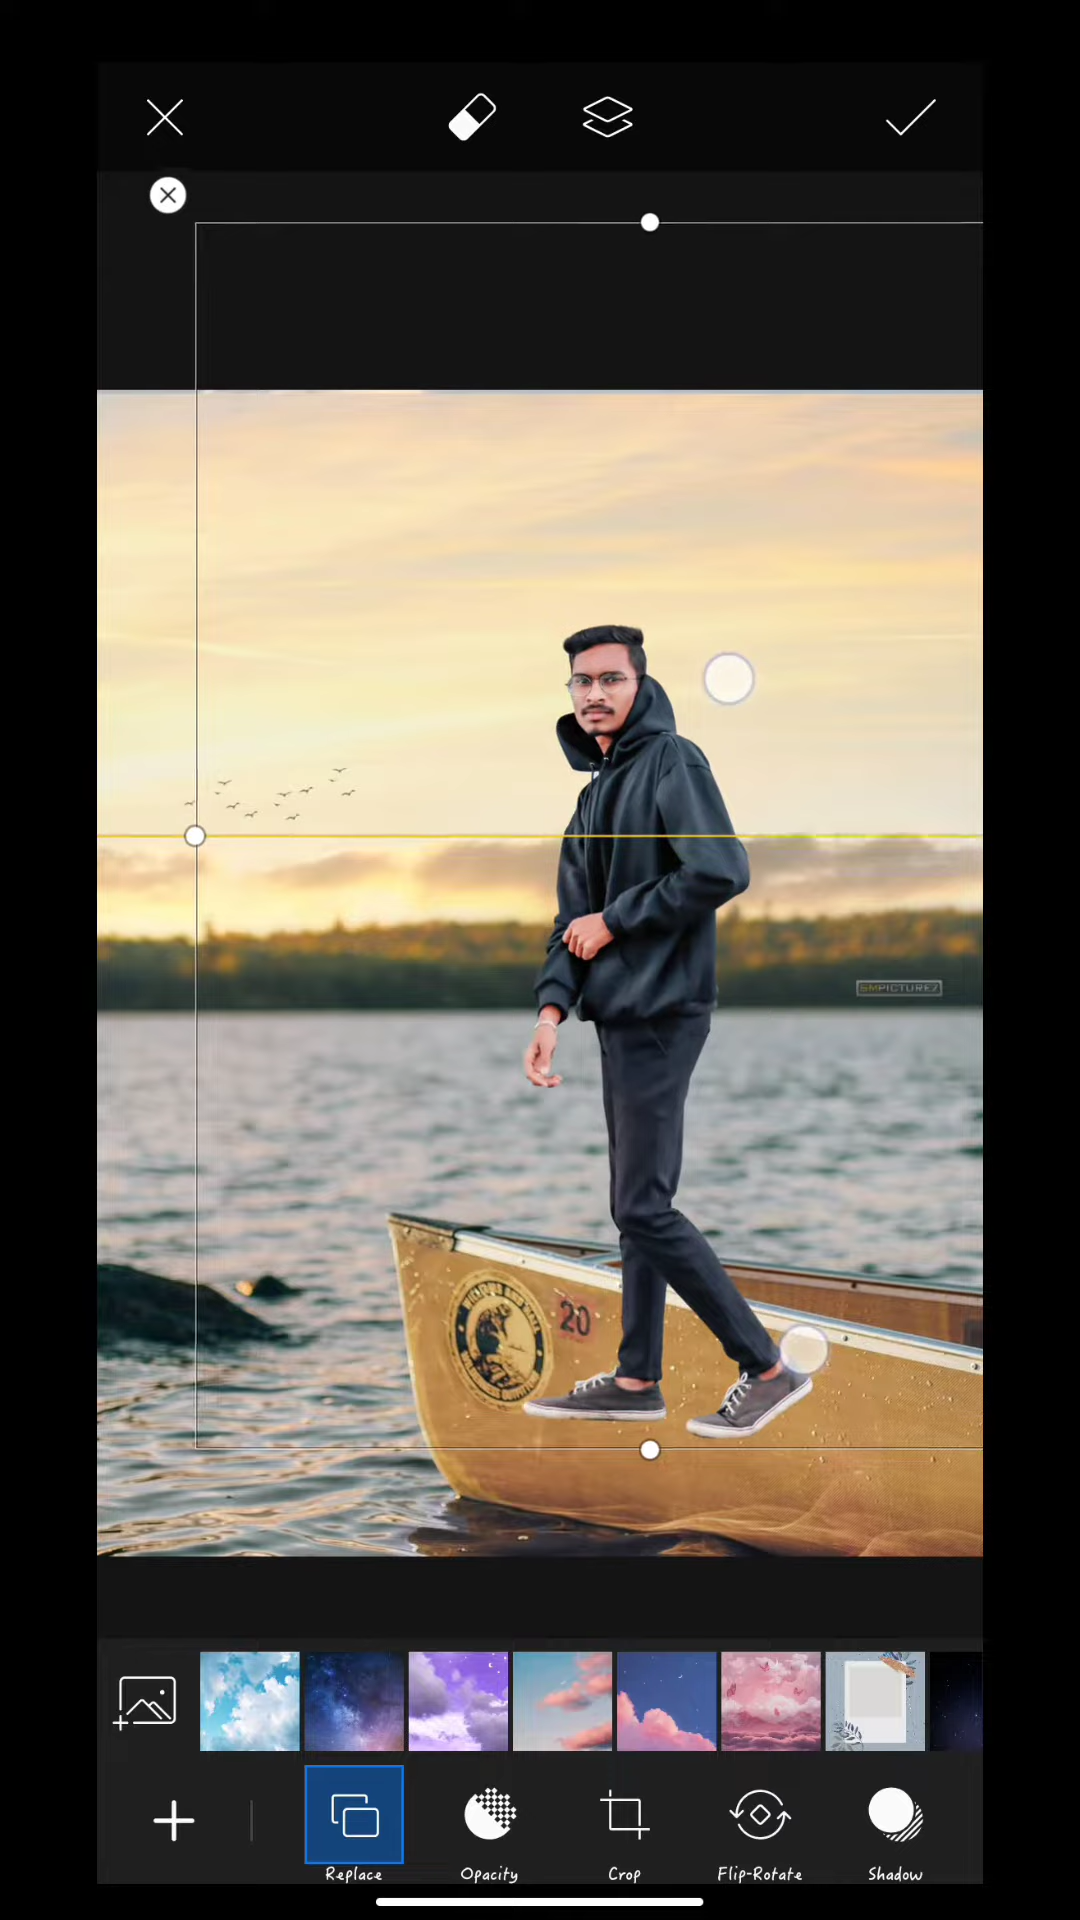 SMPICTUREZ
20
Replace
Opacity
Crop
Flip-Rotate
Shadow